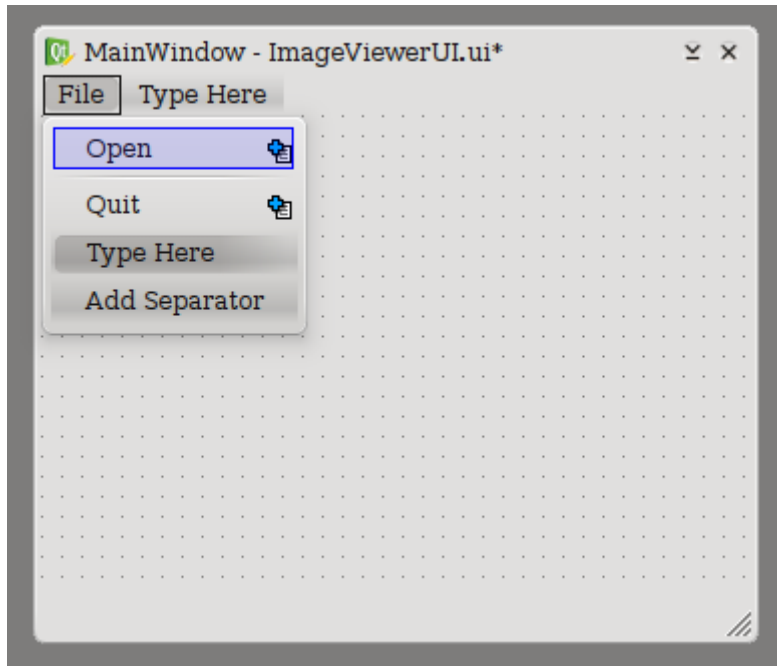 MainWindow - ImageViewerUI.ui*
File Type Here
Open
Quit
Type Here
Add Separator